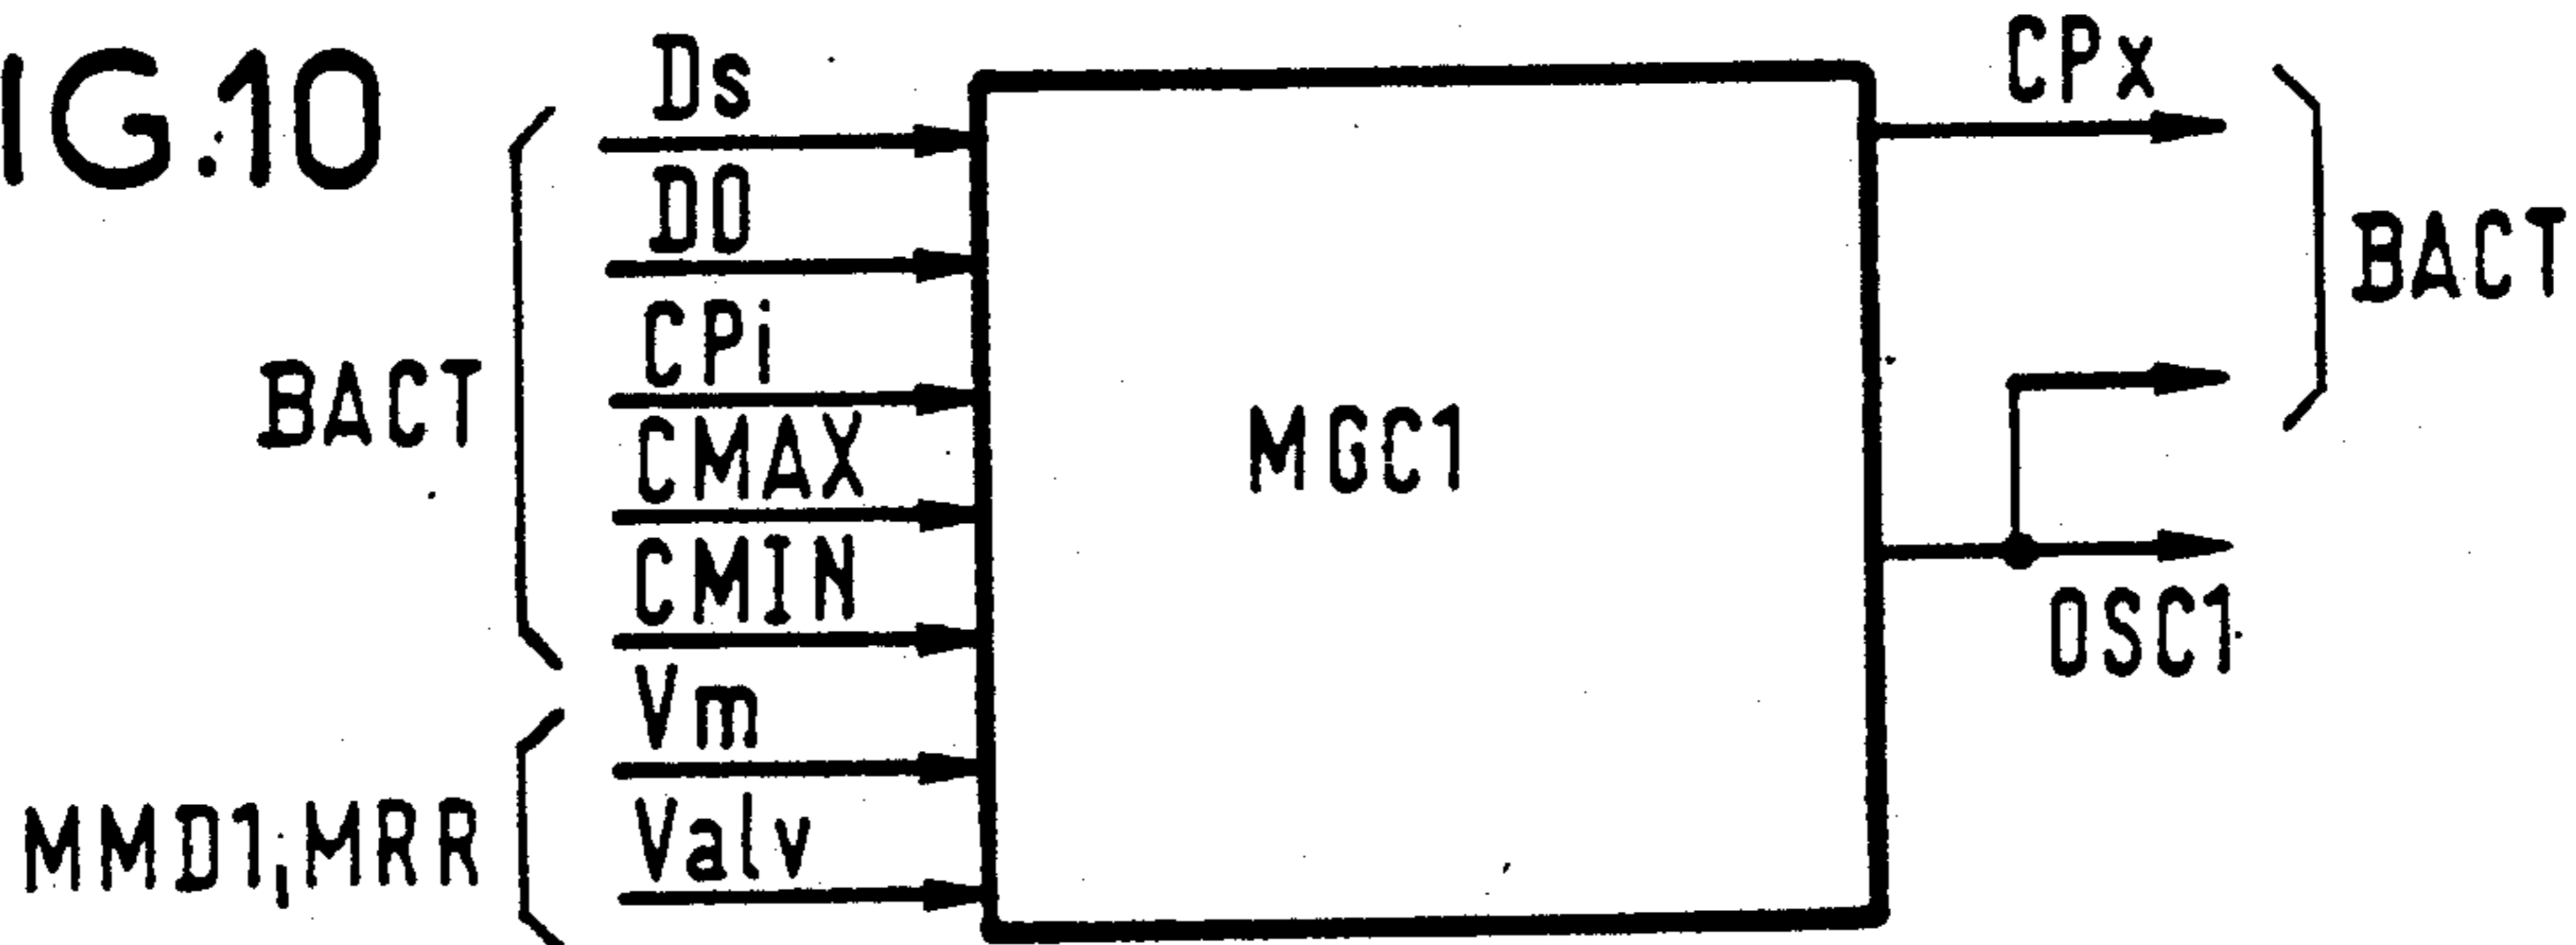 IG.10
Ds
D0
CPi
CMAX
CMIN
BACT
Vm
Valv
MMD1,MRR
MGC1
CPx
BACT
OSC1